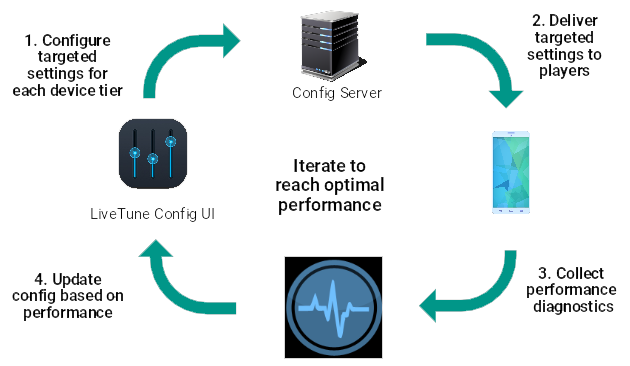 1. Configure
targeted
settings for
each device tier
Config Server
2. Deliver
targeted
settings to
players
LiveTune Config UI
Iterate to
reach optimal
performance
3. Collect
performance
diagnostics
4. Update
config based on
performance